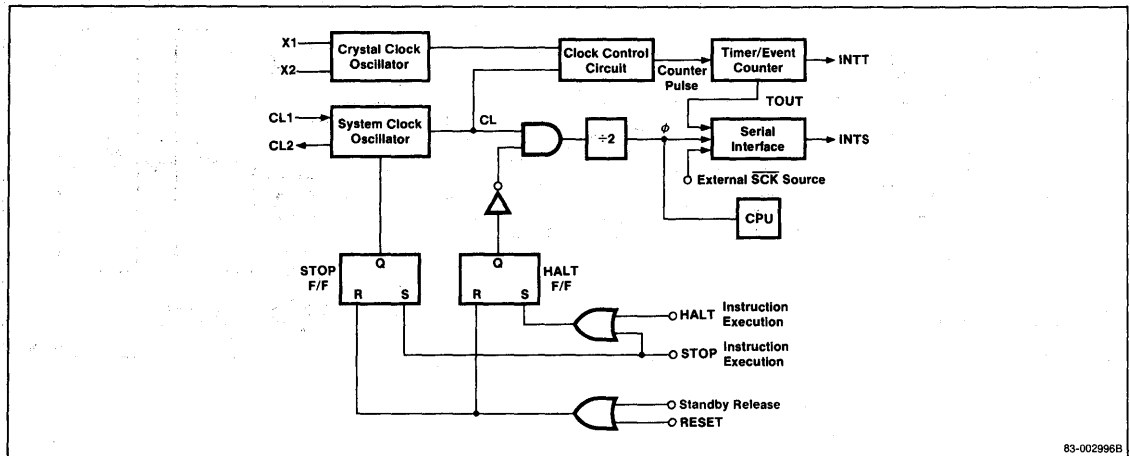 X1
X2
Crystal Clock
Oscillator
Clock Control
Circuit
Counter
Pulse
Timer/Event
Counter
INTT
TOUT
CL1
CL2
System Clock
Oscillator
CL
÷2
ϕ
Serial
Interface
INTS
External S̅C̅K̅ Source
CPU
STOP
F/F
Q
R
S
Q
R
S
HALT
F/F
HALT Instruction
Execution
STOP Instruction
Execution
Standby Release
RESET
83-002996B